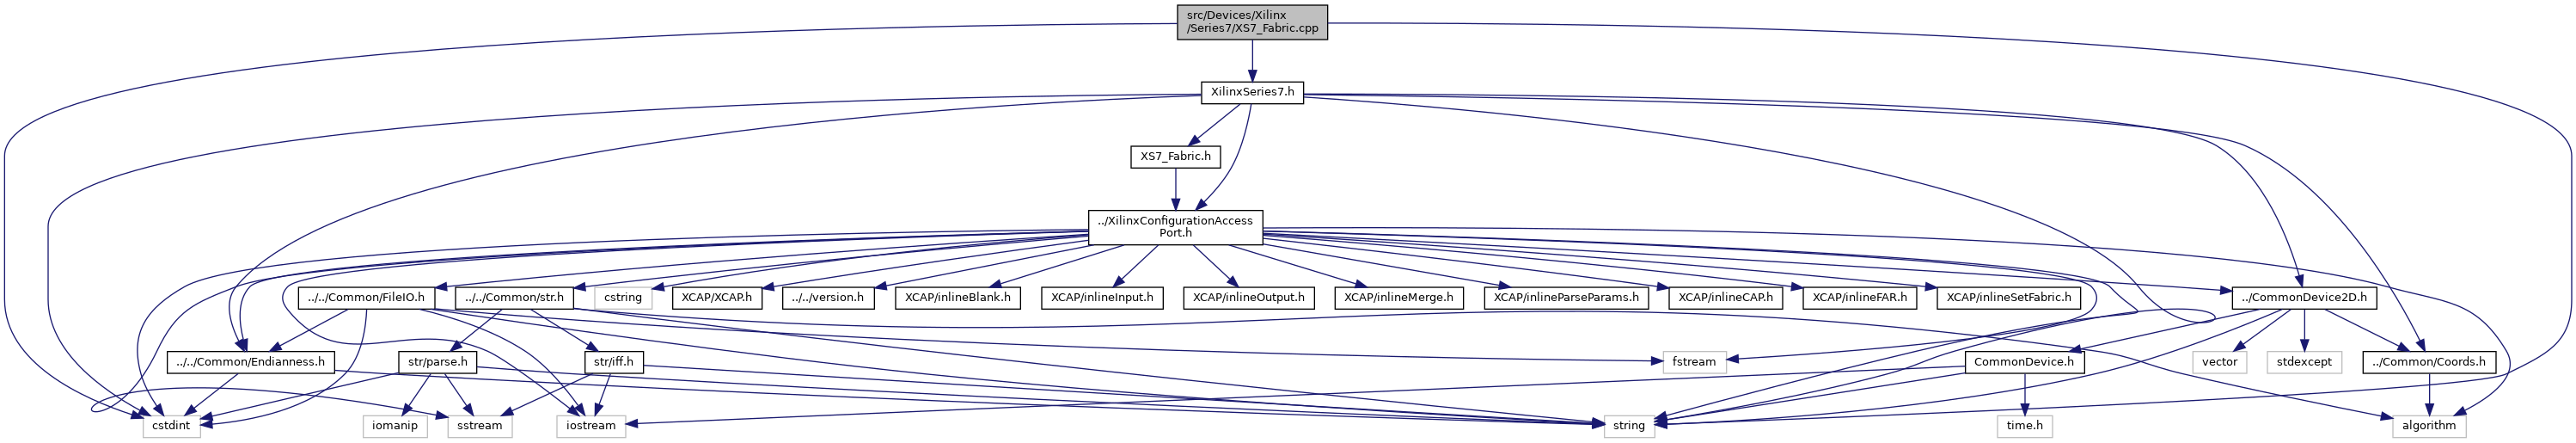 src/Devices/Xilinx
/Series7/XS7_Fabric.cpp
XilinxSeries7.h
XS7_Fabric.h
../XilinxConfigurationAccess
Port.h
../../Common/FileIO.h
../../Common/str.h
cstring
XCAP/XCAP.h
../../version.h
XCAP/inlineBlank.h
XCAP/inlineInput.h
XCAP/inlineOutput.h
XCAP/inlineMerge.h
XCAP/inlineParseParams.h
XCAP/inlineCAP.h
XCAP/inlineFAR.h
XCAP/inlineSetFabric.h
../CommonDevice2D.h
../../Common/Endianness.h
str/parse.h
str/iff.h
fstream
CommonDevice.h
vector
stdexcept
../Common/Coords.h
cstdint
iomanip
sstream
iostream
string
time.h
algorithm